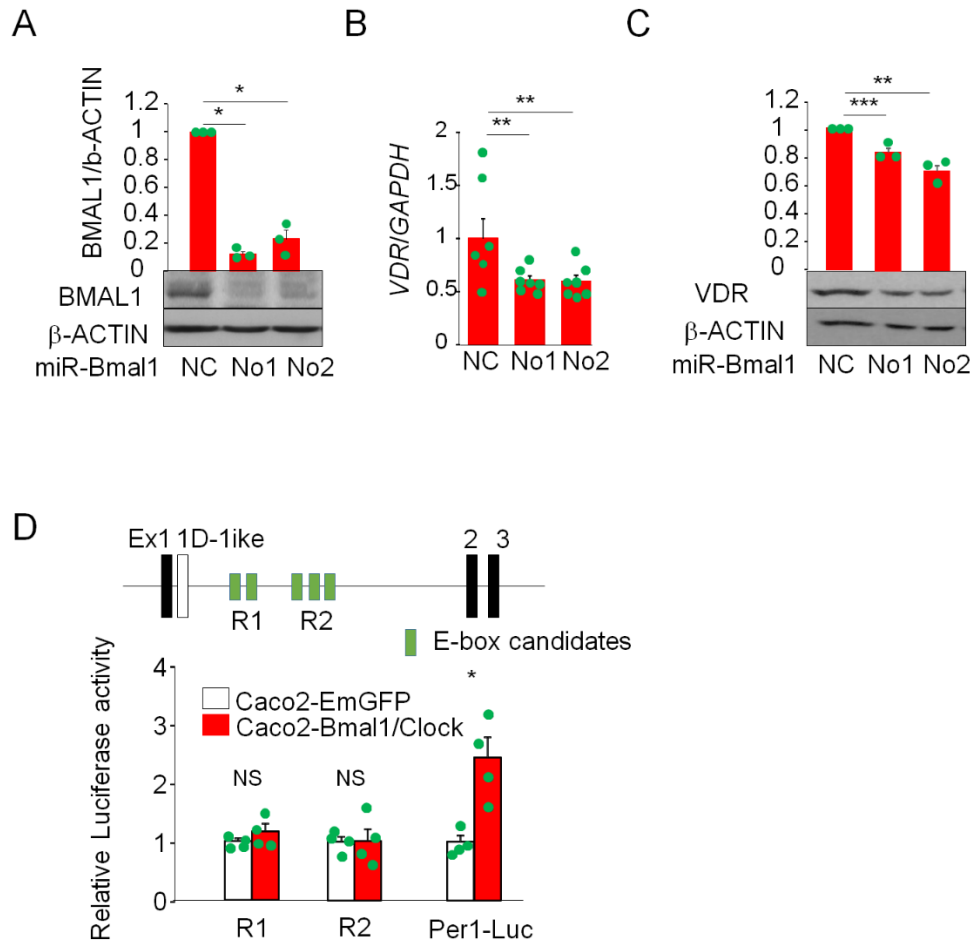 A
BMAL1/b-ACTIN
1.2
1
0.8
0.6
0.4
0.2
0
*
*
BMAL1
β-ACTIN
miR-Bmal1 NC No1 No2
B
VDR/GAPDH
2
1.5
1
0.5
0
**
**
NC No1 No2
C
1.2
1
0.8
0.6
0.4
0.2
0
**
***
VDR
β-ACTIN
miR-Bmal1 NC No1 No2
D
Ex1 1D-1ike 2 3
R1 R2
E-box candidates
Relative Luciferase activity
4
3
2
1
0
Caco2-EmGFP
Caco2-Bmal1/Clock
NS NS *
R1 R2 Per1-Luc